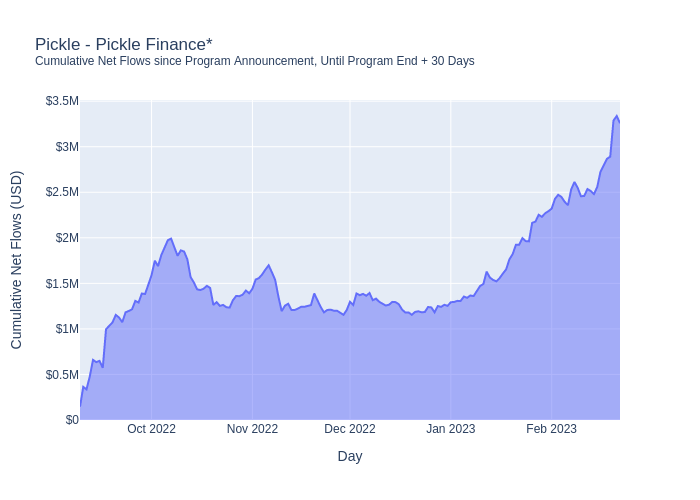 Pickle - Pickle Finance*
Cumulative Net Flows since Program Announcement, Until Program End + 30 Days
Cumulative Net Flows (USD)
$3.5M
$3M
$2.5M
$2M
$1.5M
$1M
$0.5M
$0
Oct 2022
Nov 2022
Dec 2022
Jan 2023
Feb 2023
Day